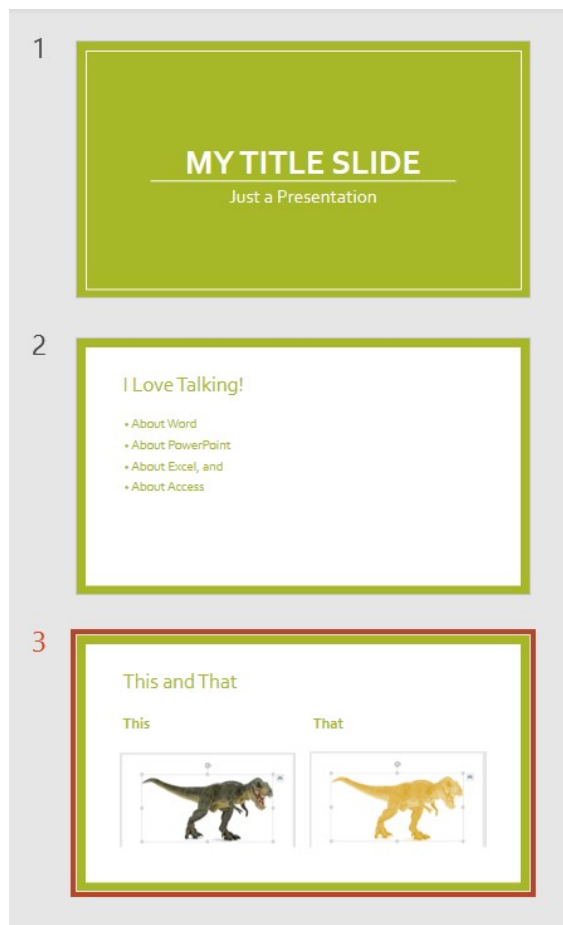 1
MY TITLE SLIDE
Just a Presentation
2
I Love Talking!
• About Word
• About PowerPoint
• About Excel, and
• About Access
3
This and That
This That